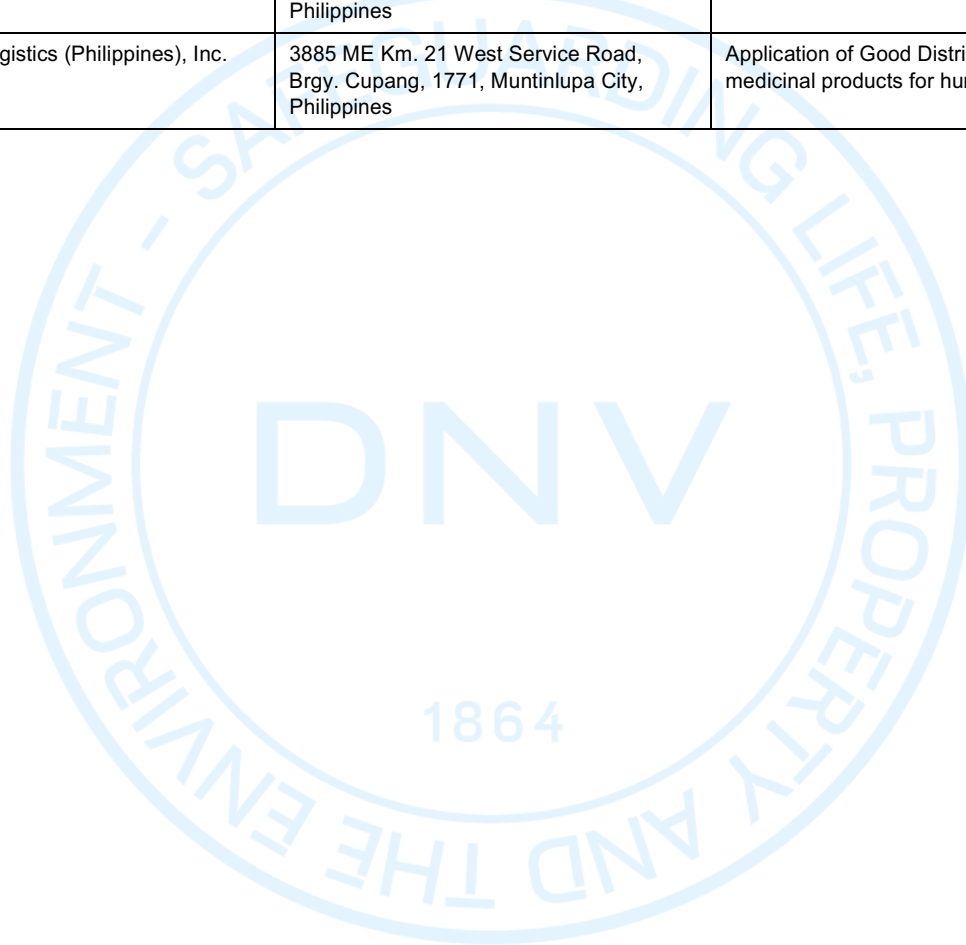 Philippines
gistics (Philippines), Inc.
3885 ME Km. 21 West Service Road,
Brgy. Cupang, 1771, Muntinlupa City,
Philippines
Application of Good Distri
medicinal products for hu
SAFEGUARDING LIFE, PROPERTY AND THE ENVIRONMENT -
DNV
1864